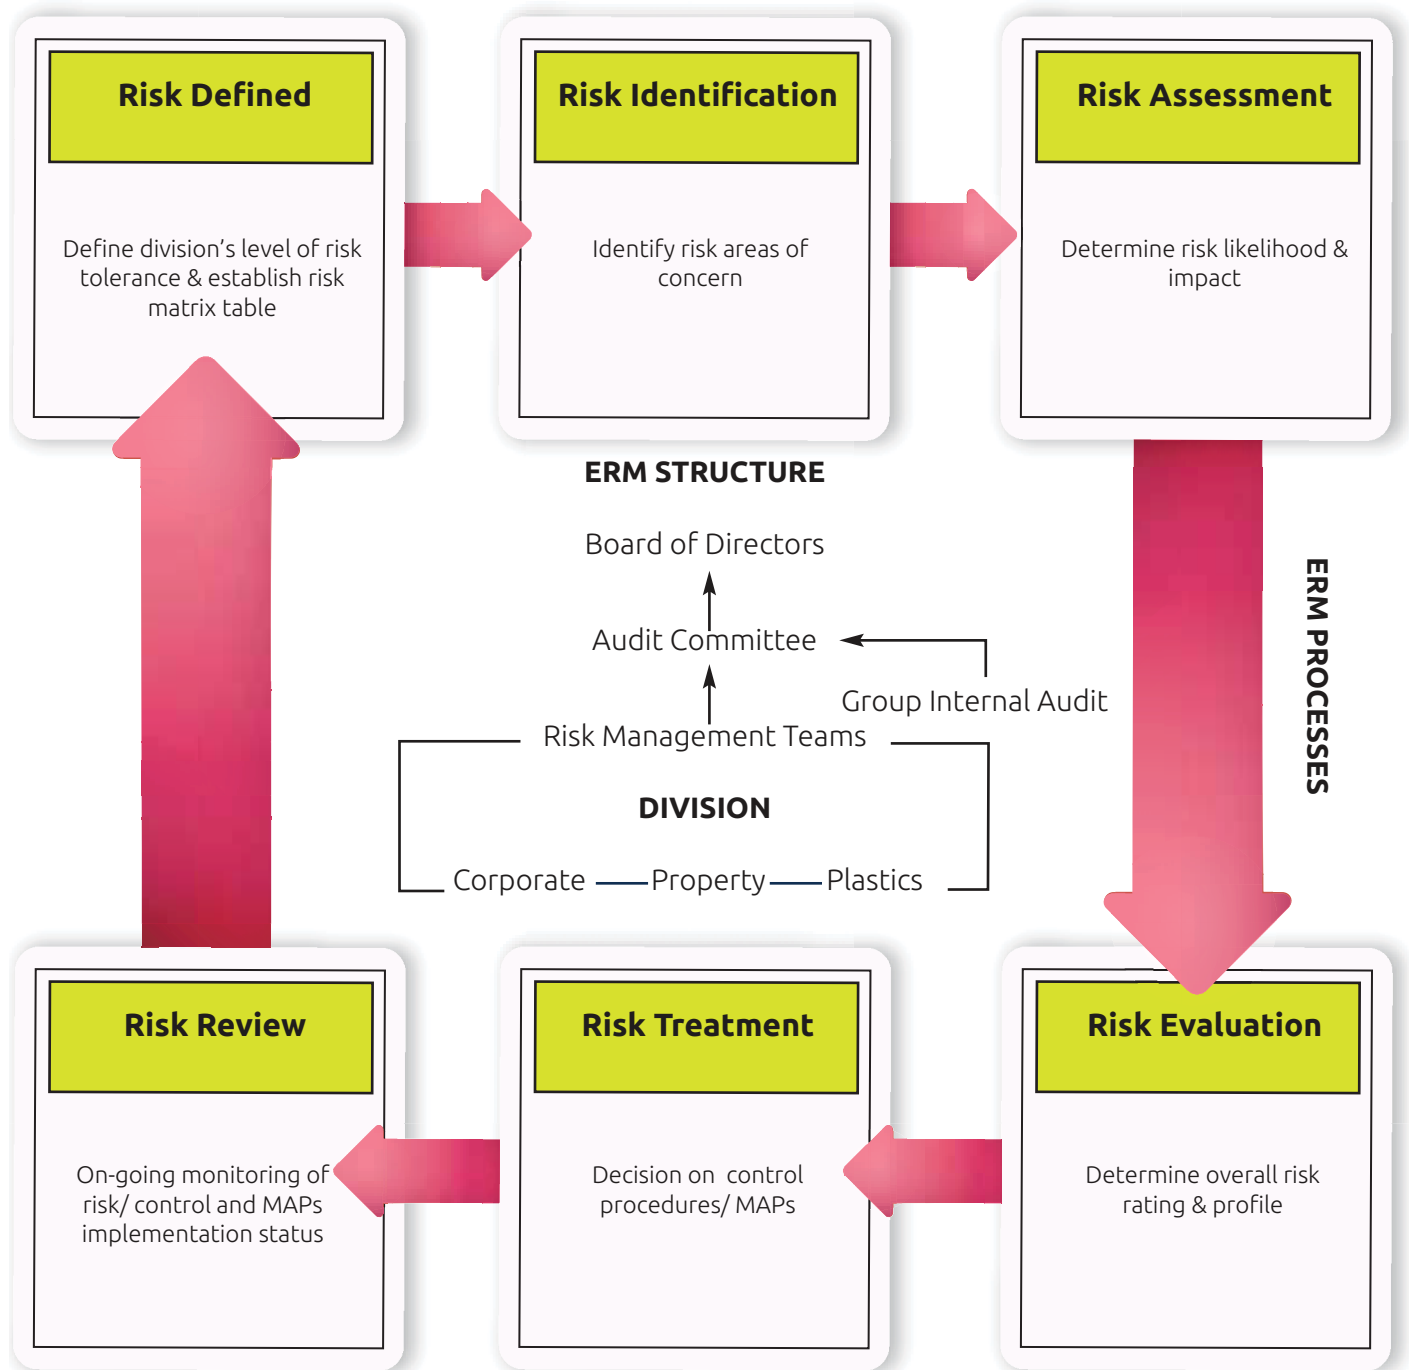 Risk Defined
Define division's level of risk
tolerance & establish risk
matrix table
Risk Identification
Identify risk areas of
concern
Risk Assessment
Determine risk likelihood &
impact
ERM STRUCTURE
Board of Directors
Audit Committee
Group Internal Audit
Risk Management Teams
DIVISION
Corporate Property Plastics
ERM PROCESSES
Risk Review
On-going monitoring of
risk/ control and MAPs
implementation status
Risk Treatment
Decision on control
procedures/ MAPs
Risk Evaluation
Determine overall risk
rating & profile